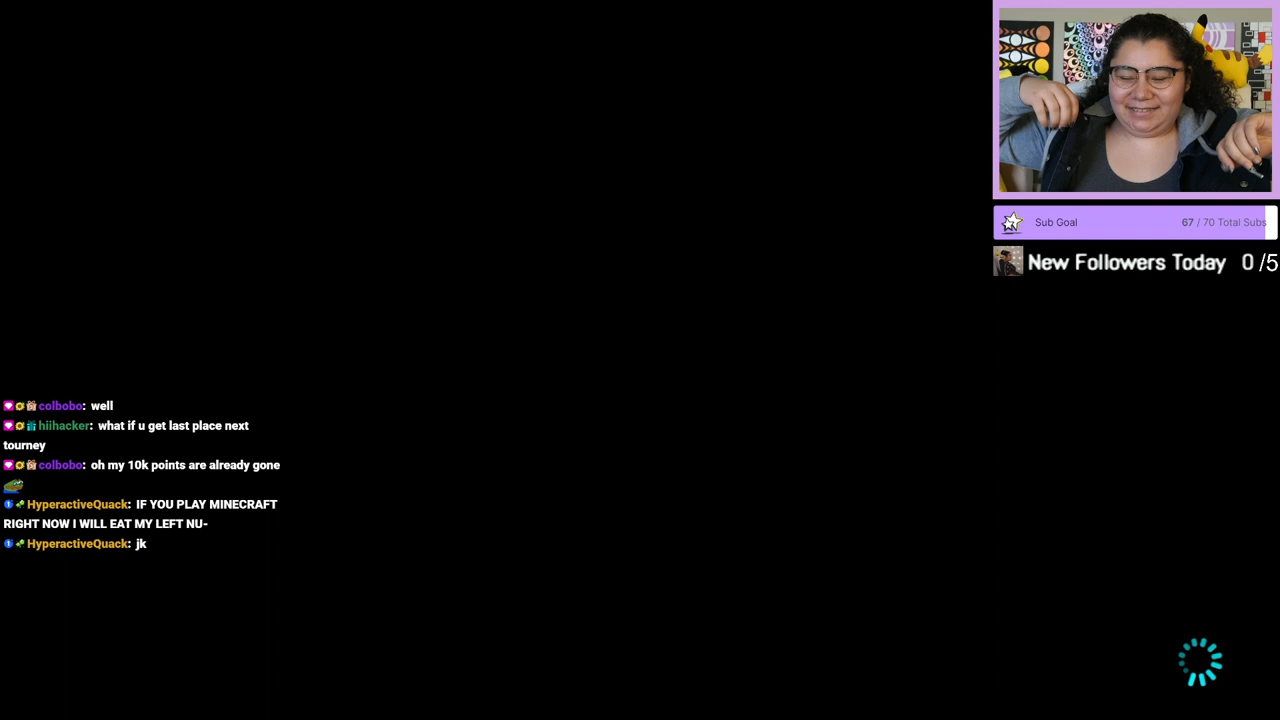 Sub Goal 67 / 70 Total Subs
New Followers Today 0 /5
colbobo: well
hiihacker: what if u get last place next
tourney
colbobo: oh my 10k points are already gone
HyperactiveQuack: IF YOU PLAY MINECRAFT
RIGHT NOW I WILL EAT MY LEFT NU-
HyperactiveQuack: jk